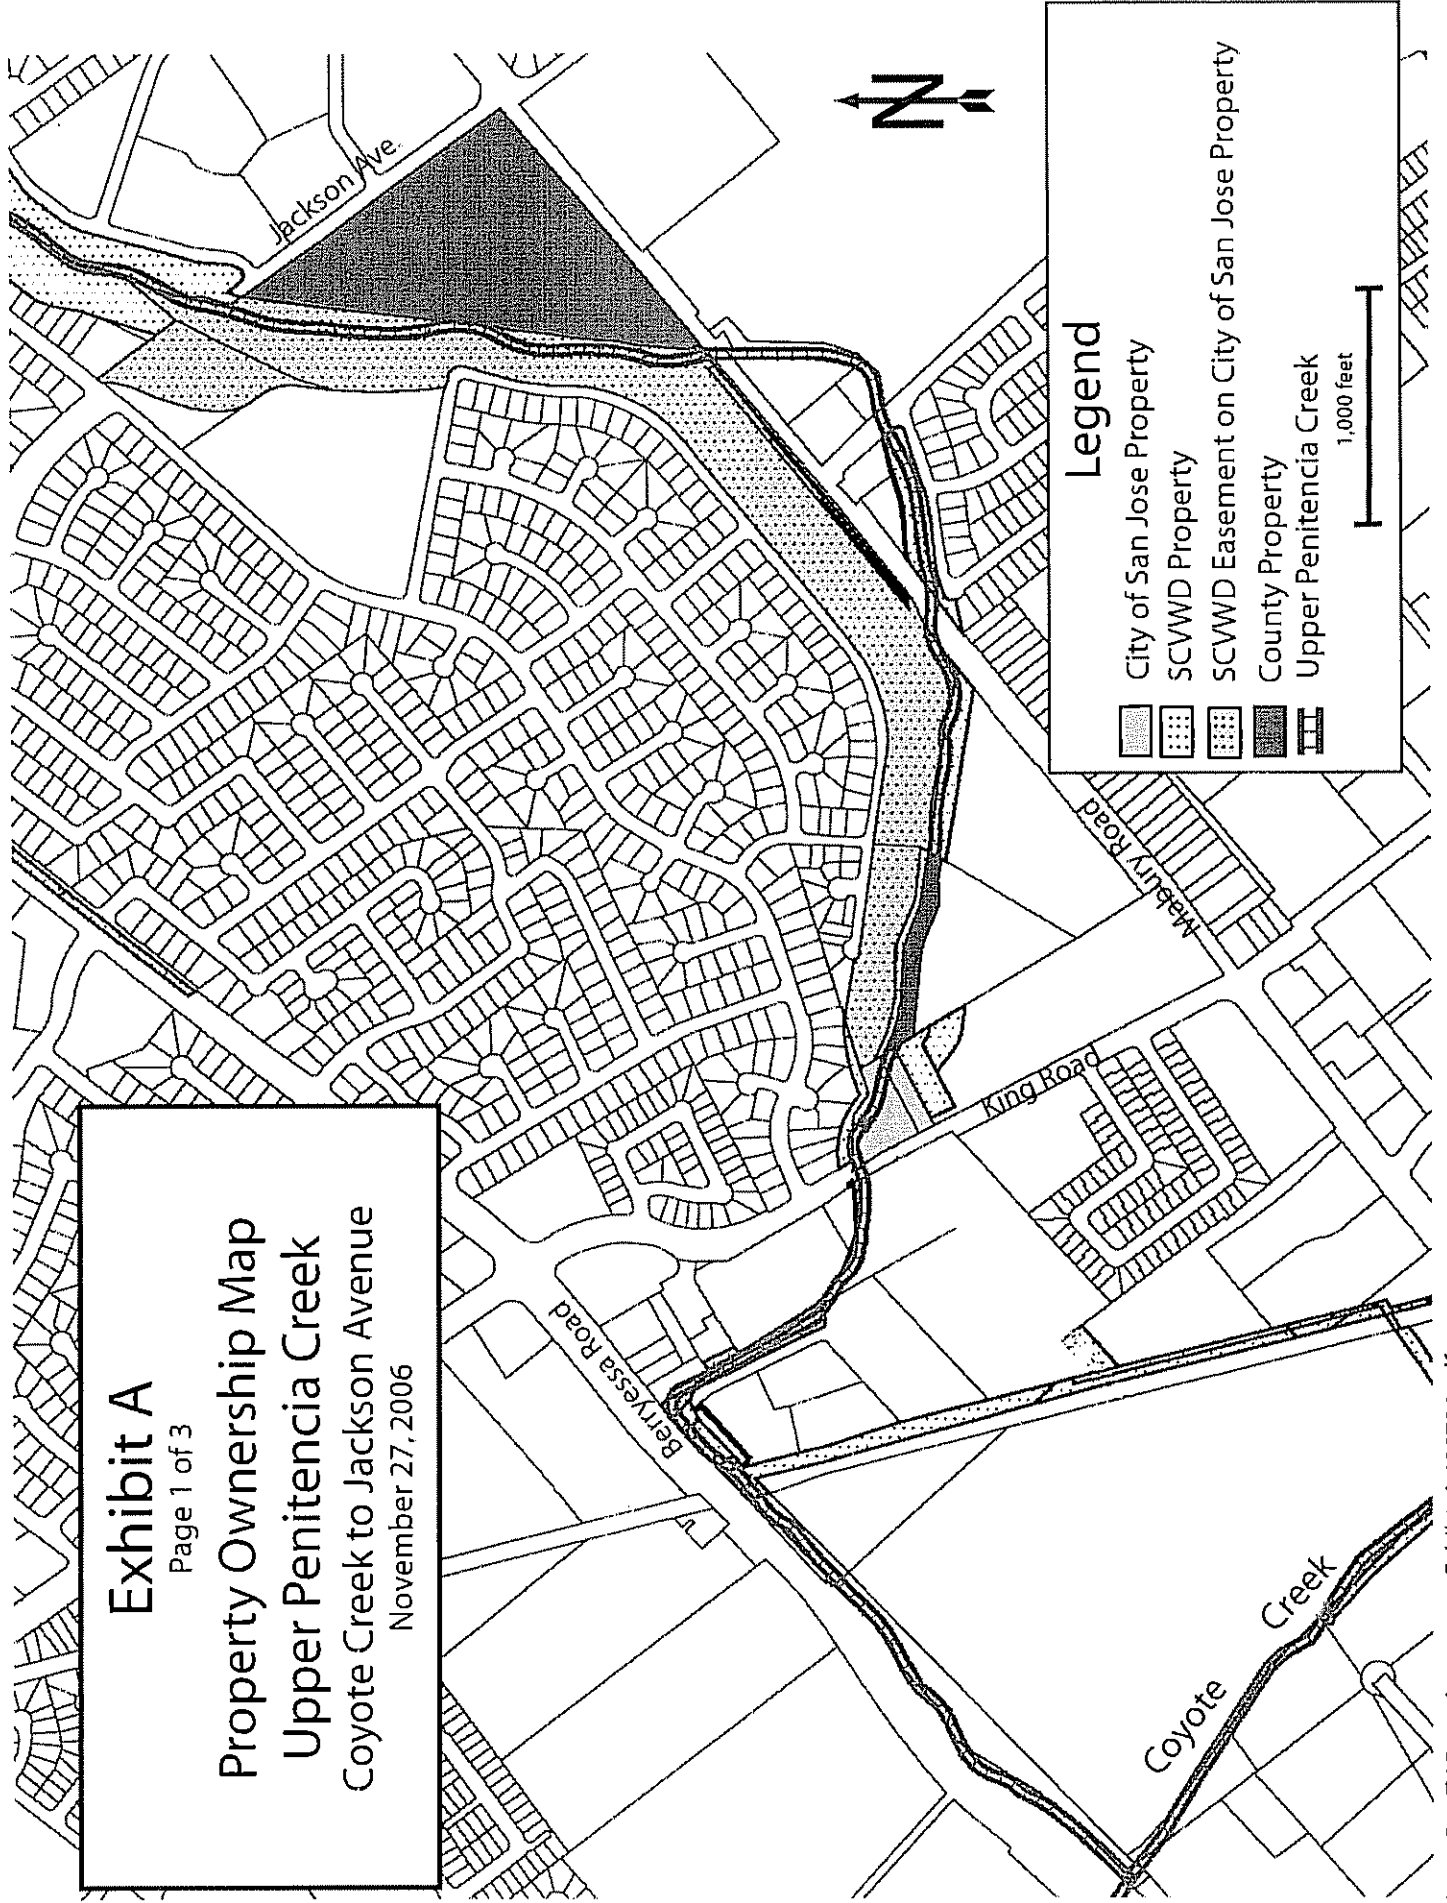 Exhibit A
Page 1 of 3
Property Ownership Map
Upper Penitencia Creek
Coyote Creek to Jackson Avenue
November 27, 2006
Jackson Ave.
Berryessa Road
King Road
Mabury Road
Coyote
Creek
N
Legend
City of San Jose Property
SCVWD Property
SCVWD Easement on City of San Jose Property
County Property
Upper Penitencia Creek
1,000 feet